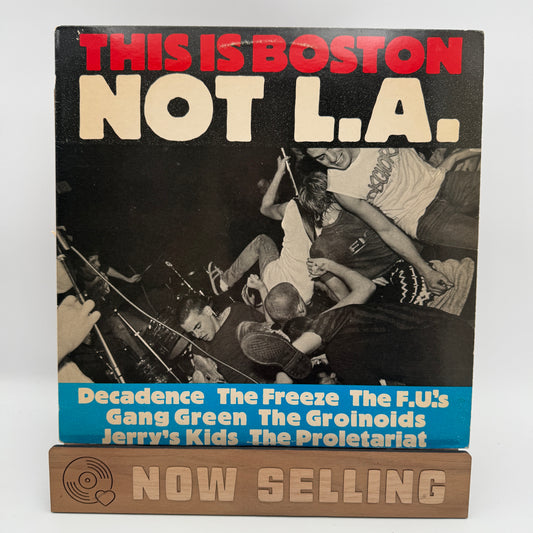 THIS IS BOSTON
NOT L.A.
Decadence The Freeze The F.U.'s
Gang Green The Groinoids
Jerry's Kids The Proletariat
NOW SELLING